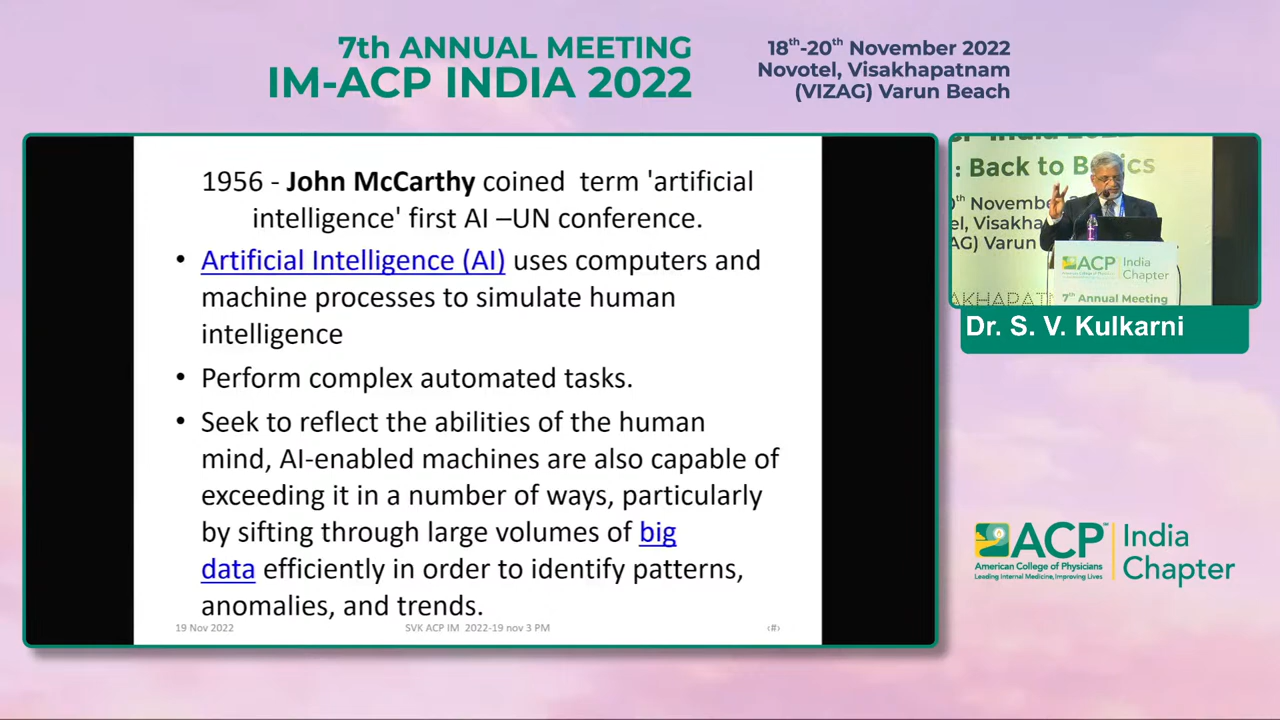 7th ANNUAL MEETING
IM-ACP INDIA 2022
18th-20th November 2022
Novotel, Visakhapatnam
(VIZAG) Varun Beach
1956 - John McCarthy coined term 'artificial
intelligence' first AI –UN conference.
• Artificial Intelligence (AI) uses computers and
machine processes to simulate human
intelligence
• Perform complex automated tasks.
• Seek to reflect the abilities of the human
mind, AI-enabled machines are also capable of
exceeding it in a number of ways, particularly
by sifting through large volumes of big
data efficiently in order to identify patterns,
anomalies, and trends.
19 Nov 2022 SVK ACP IM 2022-19 nov 3 PM ‹#›
: Back to
Visakha
Varun
ACP India
Chapter
7th Annual Meeting
Dr. S. V. Kulkarni
ACP India
American College of Physicians Chapter
Leading Internal Medicine, Improving Lives